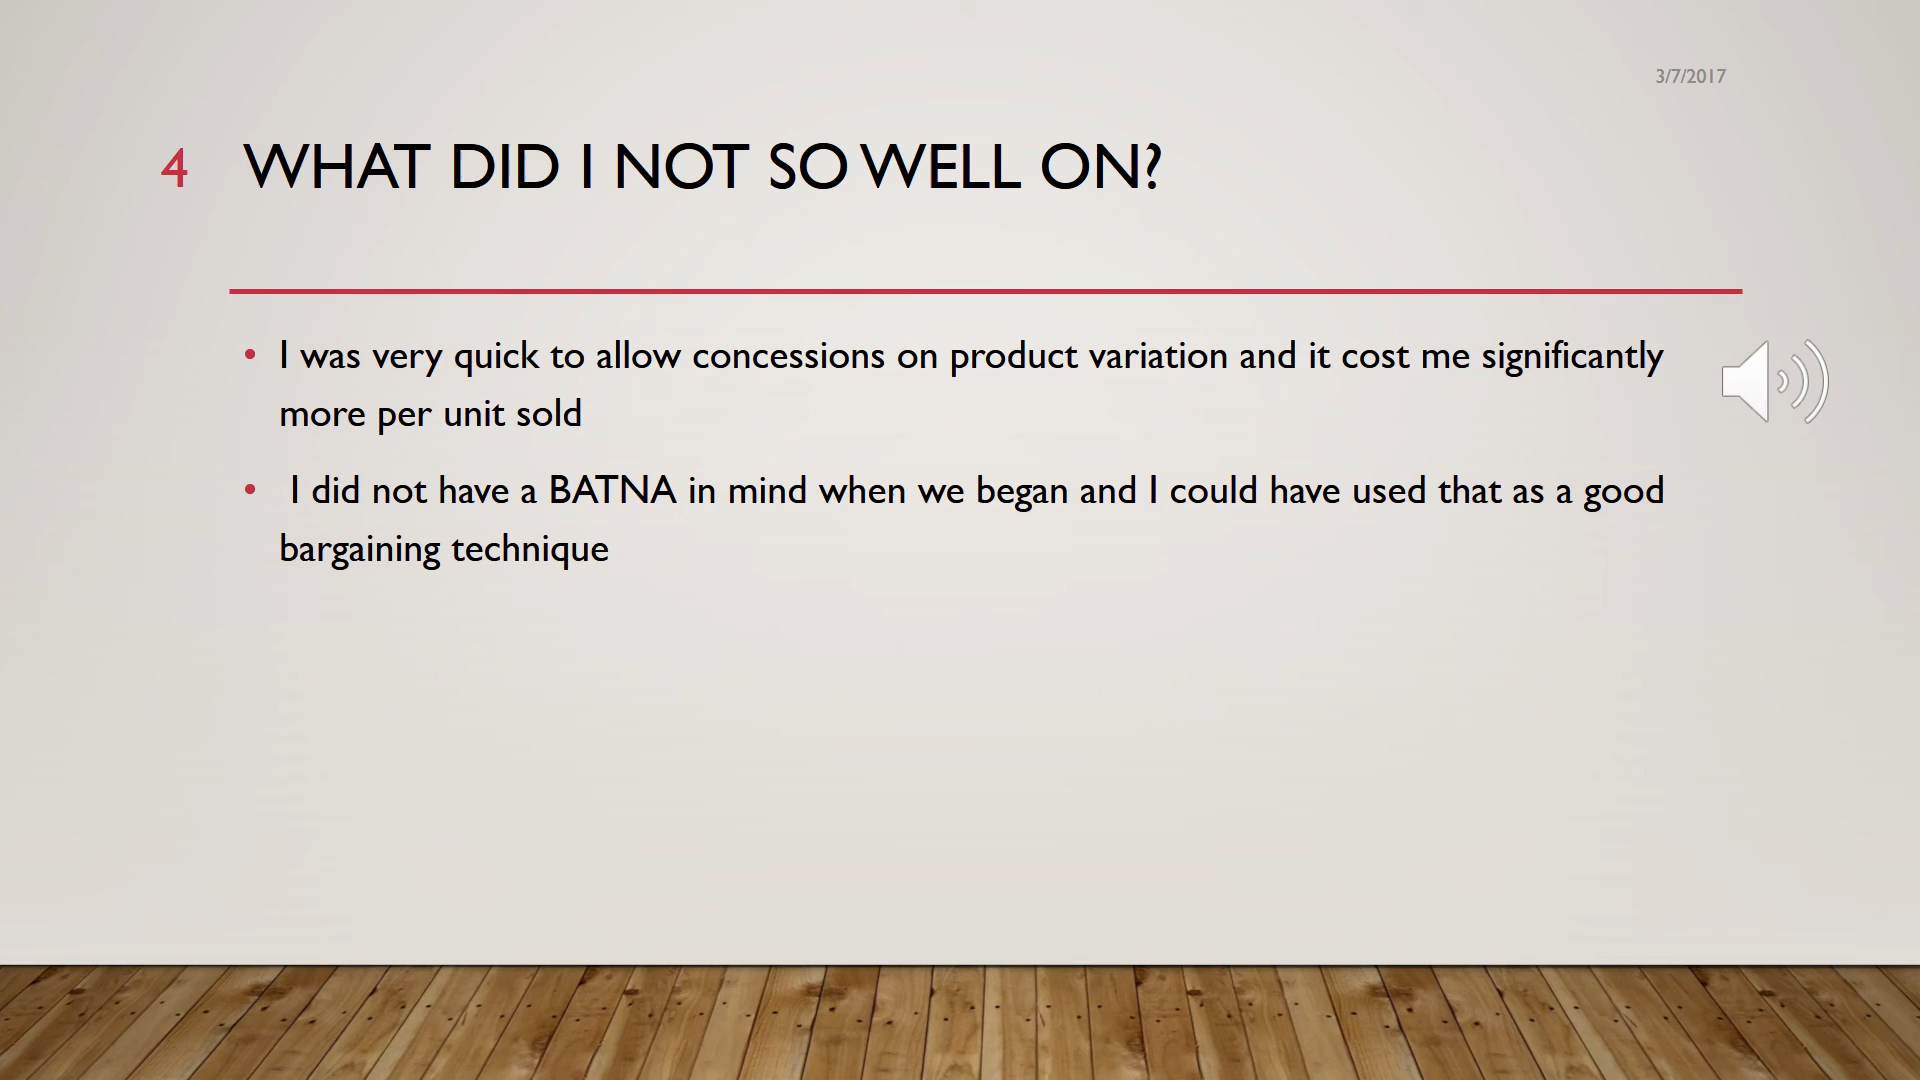 3/7/2017
4 WHAT DID I NOT SO WELL ON?
• I was very quick to allow concessions on product variation and it cost me significantly
more per unit sold
• I did not have a BATNA in mind when we began and I could have used that as a good
bargaining technique